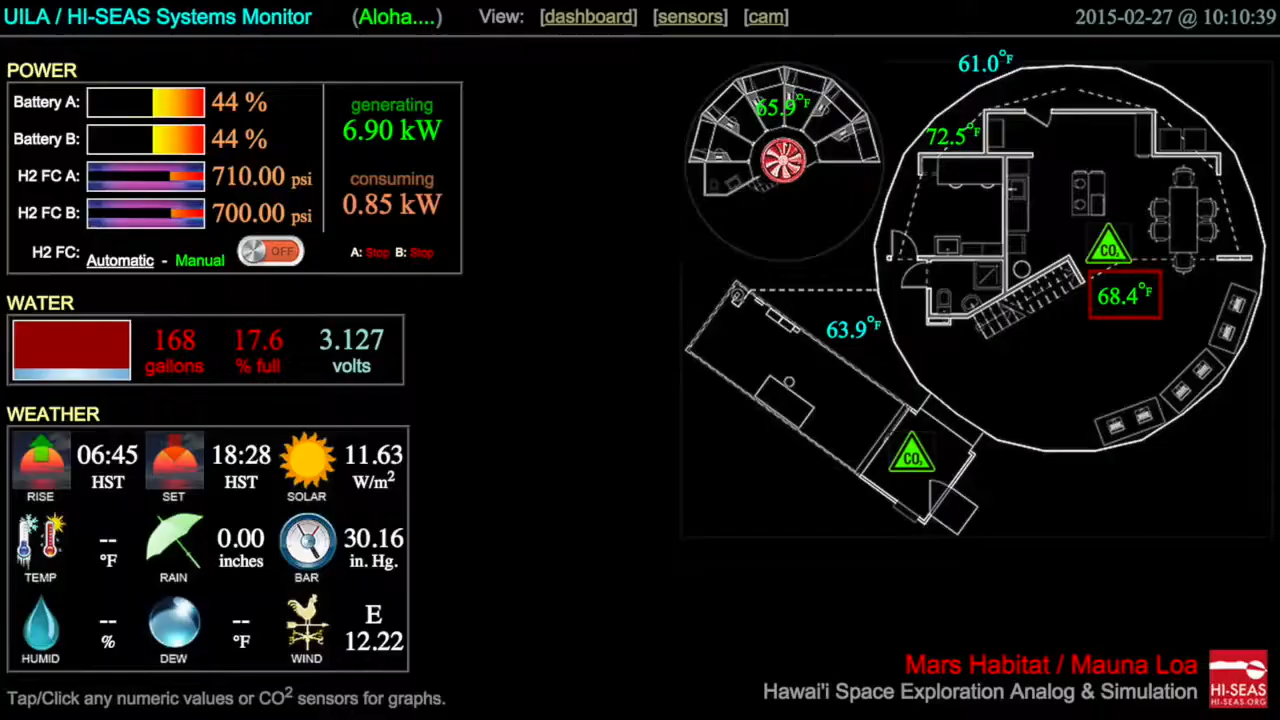 UILA / HI-SEAS Systems Monitor (Aloha....) View: [dashboard] [sensors] [cam] 2015-02-27 @ 10:10:39
POWER
Battery A: 44 %
Battery B: 44 %
H2 FC A: 710.00 psi
H2 FC B: 700.00 psi
H2 FC: Automatic - Manual OFF A: Stop B: Stop
generating
6.90 kW
consuming
0.85 kW
WATER
168 17.6 3.127
gallons % full volts
WEATHER
06:45 18:28 11.63
HST HST W/m²
RISE SET SOLAR
-- 0.00 30.16
°F inches in. Hg.
TEMP RAIN BAR
-- -- E
% °F 12.22
HUMID DEW WIND
Tap/Click any numeric values or CO² sensors for graphs.
61.0°F
65.9°F
72.5°F
CO₂
68.4°F
63.9°F
CO₂
Mars Habitat / Mauna Loa
Hawai'i Space Exploration Analog & Simulation
HI-SEAS
HI-SEAS.ORG